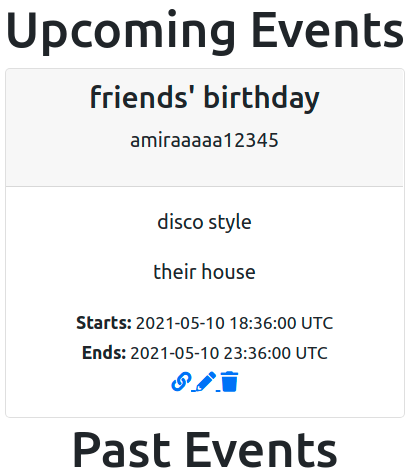 Upcoming Events
friends' birthday
amiraaaaa12345
disco style
their house
Starts: 2021-05-10 18:36:00 UTC
Ends: 2021-05-10 23:36:00 UTC
Past Events